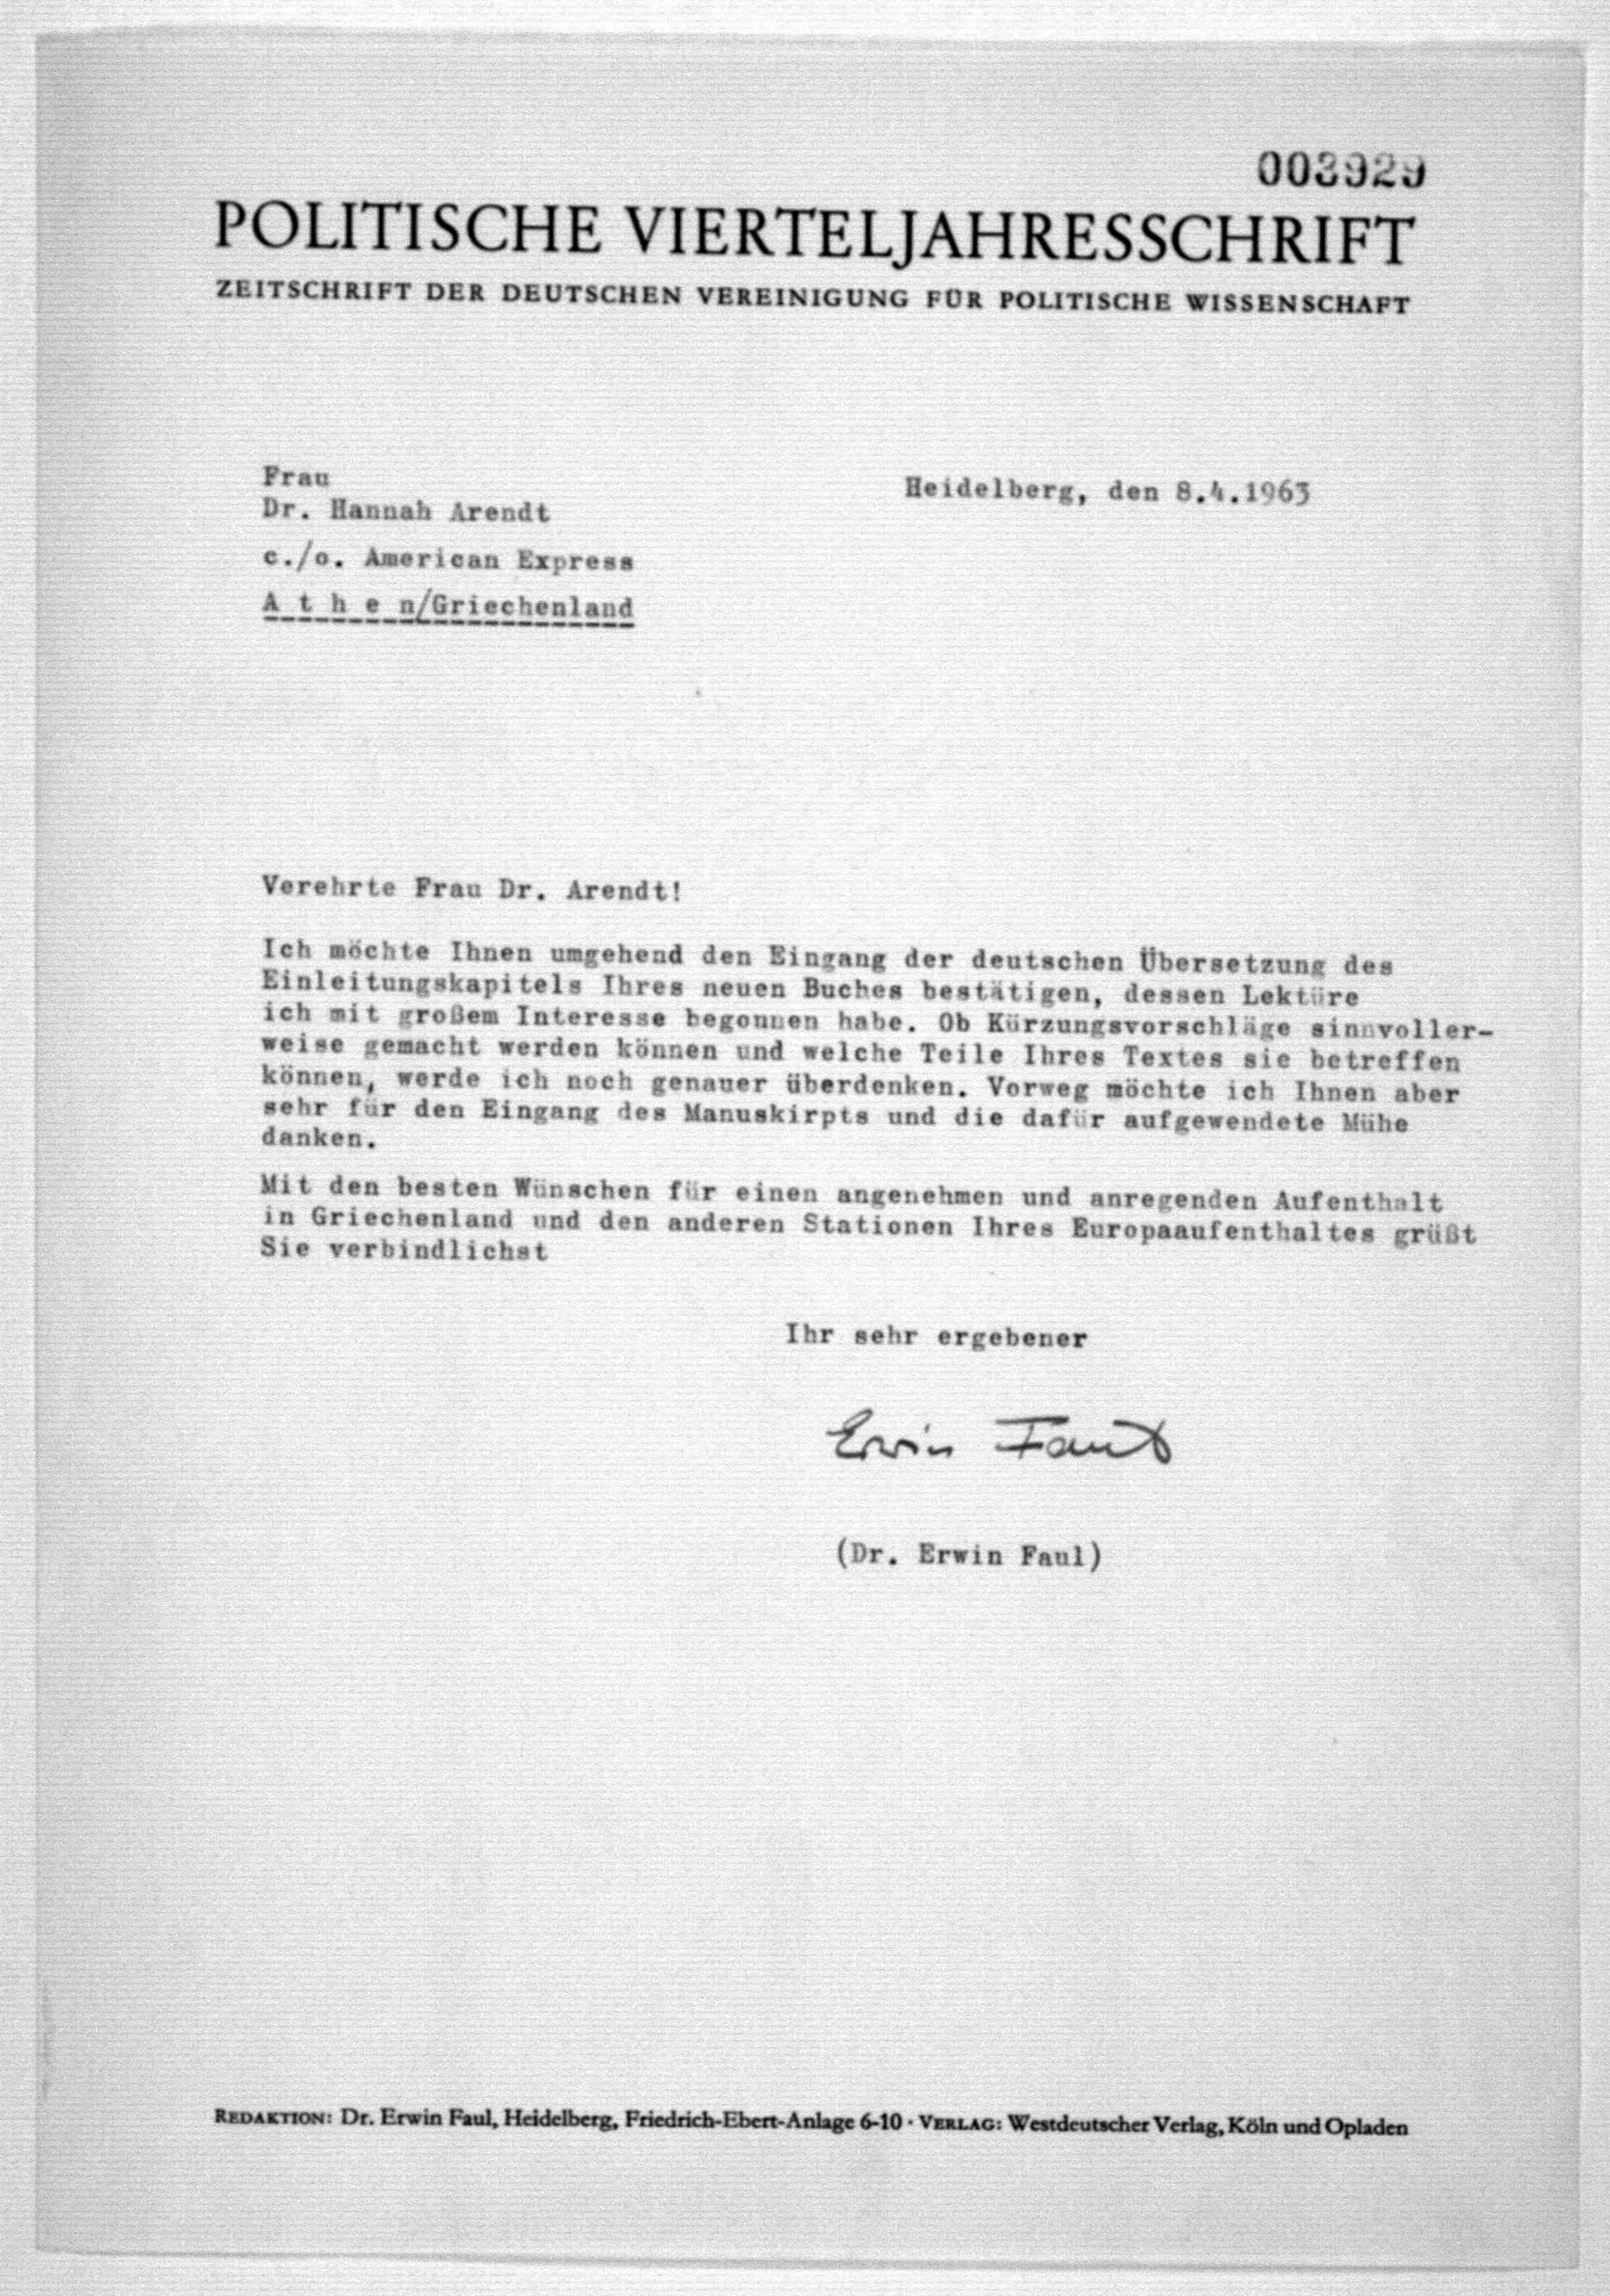 003929
POLITISCHE VIERTELJAHRESSCHRIFT
ZEITSCHRIFT DER DEUTSCHEN VEREINIGUNG FÜR POLITISCHE WISSENSCHAFT
Frau
Dr. Hannah Arendt
c./o. American Express
A t h e n/Griechenland
Heidelberg, den 8.4.1963
Verehrte Frau Dr. Arendt!
Ich möchte Ihnen umgehend den Eingang der deutschen Übersetzung des
Einleitungskapitels Ihres neuen Buches bestätigen, dessen Lektüre
ich mit großem Interesse begonnen habe. Ob Kürzungsvorschläge sinnvoller-
weise gemacht werden können und welche Teile Ihres Textes sie betreffen
können, werde ich noch genauer überdenken. Vorweg möchte ich Ihnen aber
sehr für den Eingang des Manuskirpts und die dafür aufgewendete Mühe
danken.
Mit den besten Wünschen für einen angenehmen und anregenden Aufenthalt
in Griechenland und den anderen Stationen Ihres Europaaufenthaltes grüßt
Sie verbindlichst
Ihr sehr ergebener
Erwin Faul
(Dr. Erwin Faul)
REDAKTION: Dr. Erwin Faul, Heidelberg, Friedrich-Ebert-Anlage 6-10 · VERLAG: Westdeutscher Verlag, Köln und Opladen